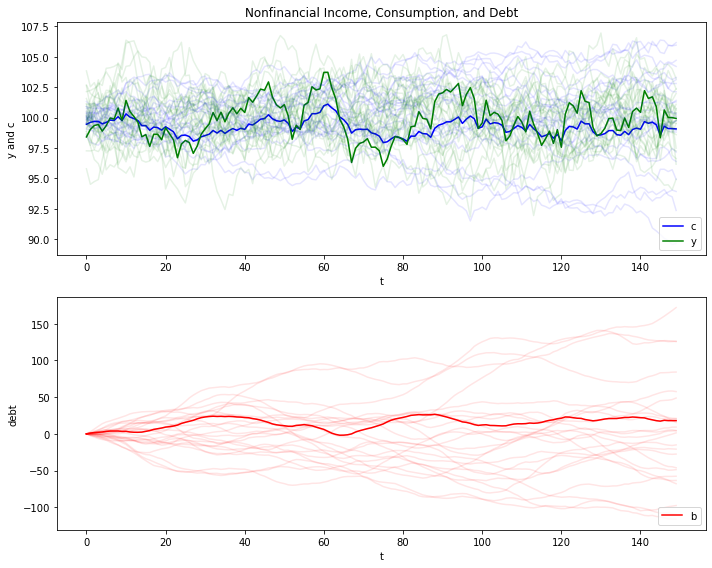 Nonfinancial Income, Consumption, and Debt
107.5
105.0
102.5
100.0
97.5
95.0
92.5
90.0
y and c
c
y
0 20 40 60 80 100 120 140
t
150
100
50
0
−50
−100
debt
b
0 20 40 60 80 100 120 140
t